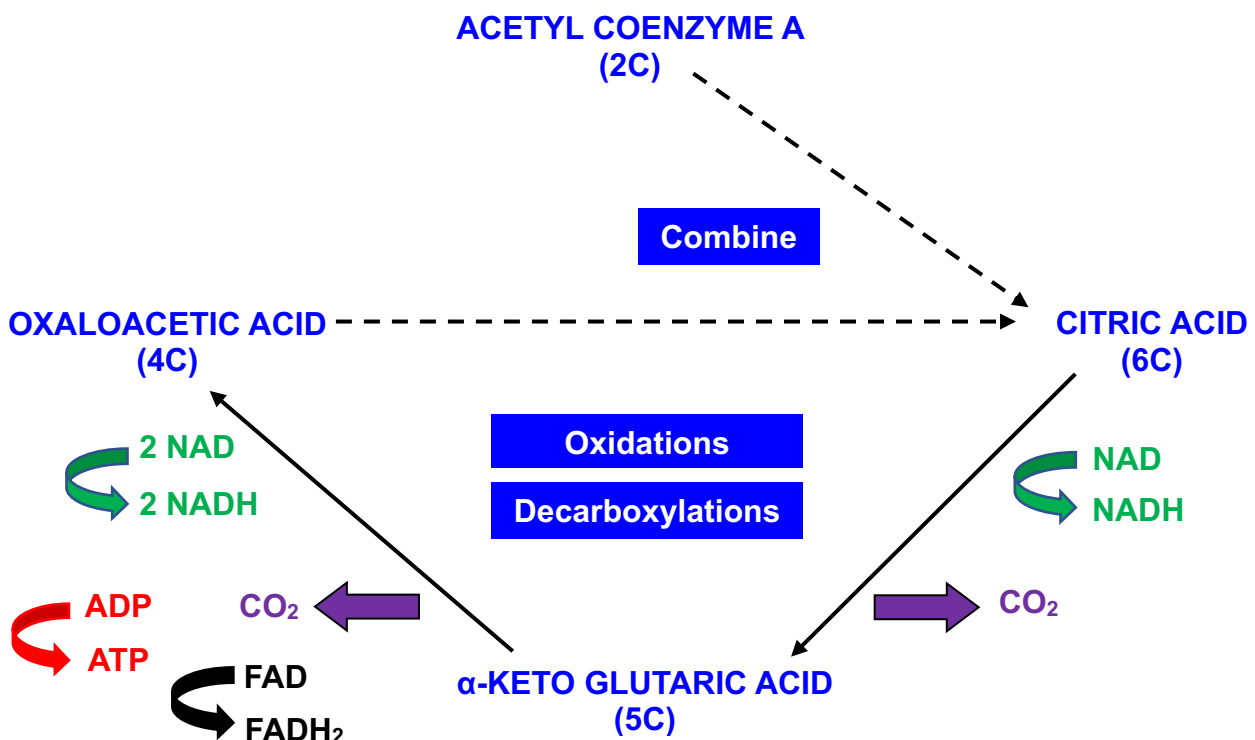 ACETYL COENZYME A
(2C)
Combine
OXALOACETIC ACID
(4C)
CITRIC ACID
(6C)
Oxidations
Decarboxylations
2 NAD
2 NADH
NAD
NADH
ADP
ATP
CO₂
CO₂
FAD
FADH₂
α-KETO GLUTARIC ACID
(5C)